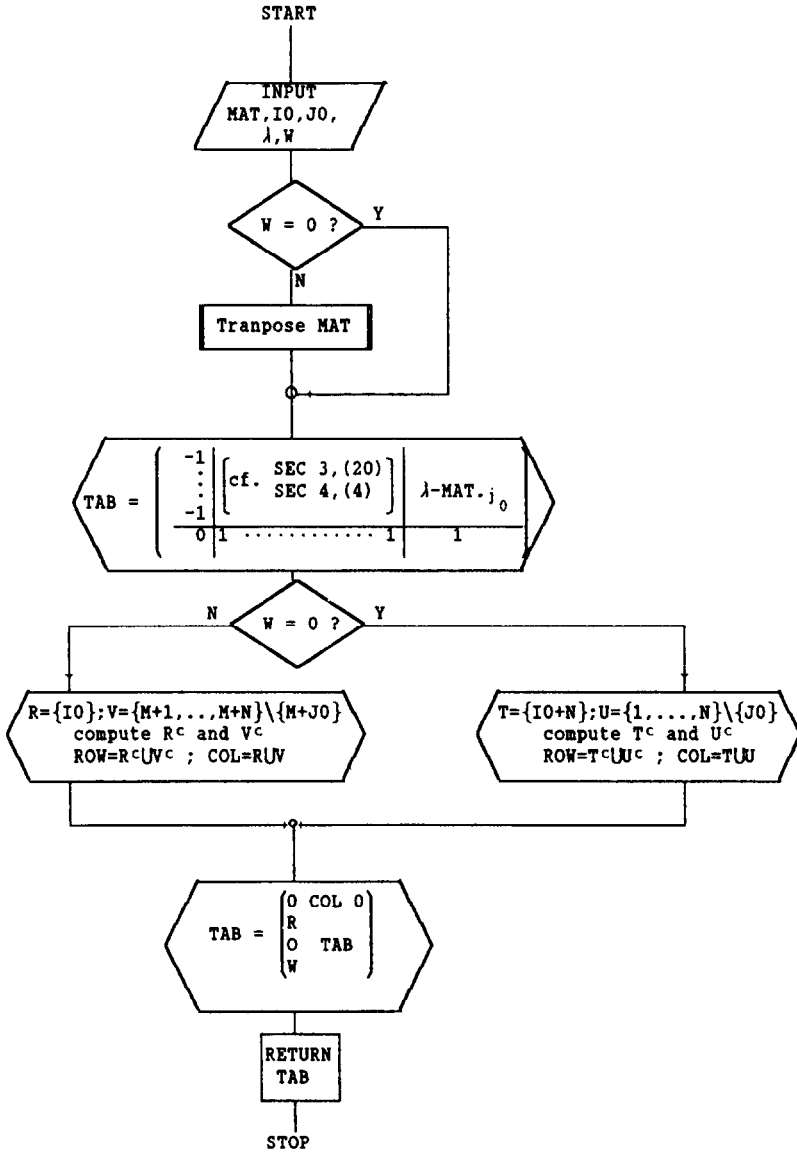 START
INPUT
MAT,I0,J0,
λ,W
W = 0 ?
Y
N
Tranpose MAT
TAB =
-1
:
:
-1
cf. SEC 3,(20)
SEC 4,(4)
λ-MAT.j₀
0 1 ............ 1 1
N
W = 0 ?
Y
R={I0};V={M+1,..,M+N}\{M+J0}
compute Rᶜ and Vᶜ
ROW=Rᶜ⋃Vᶜ ; COL=R⋃V
T={I0+N};U={1,....,N}\{J0}
compute Tᶜ and Uᶜ
ROW=Tᶜ⋃Uᶜ ; COL=T⋃U
0 COL 0
R
TAB = O TAB
W
RETURN
TAB
STOP